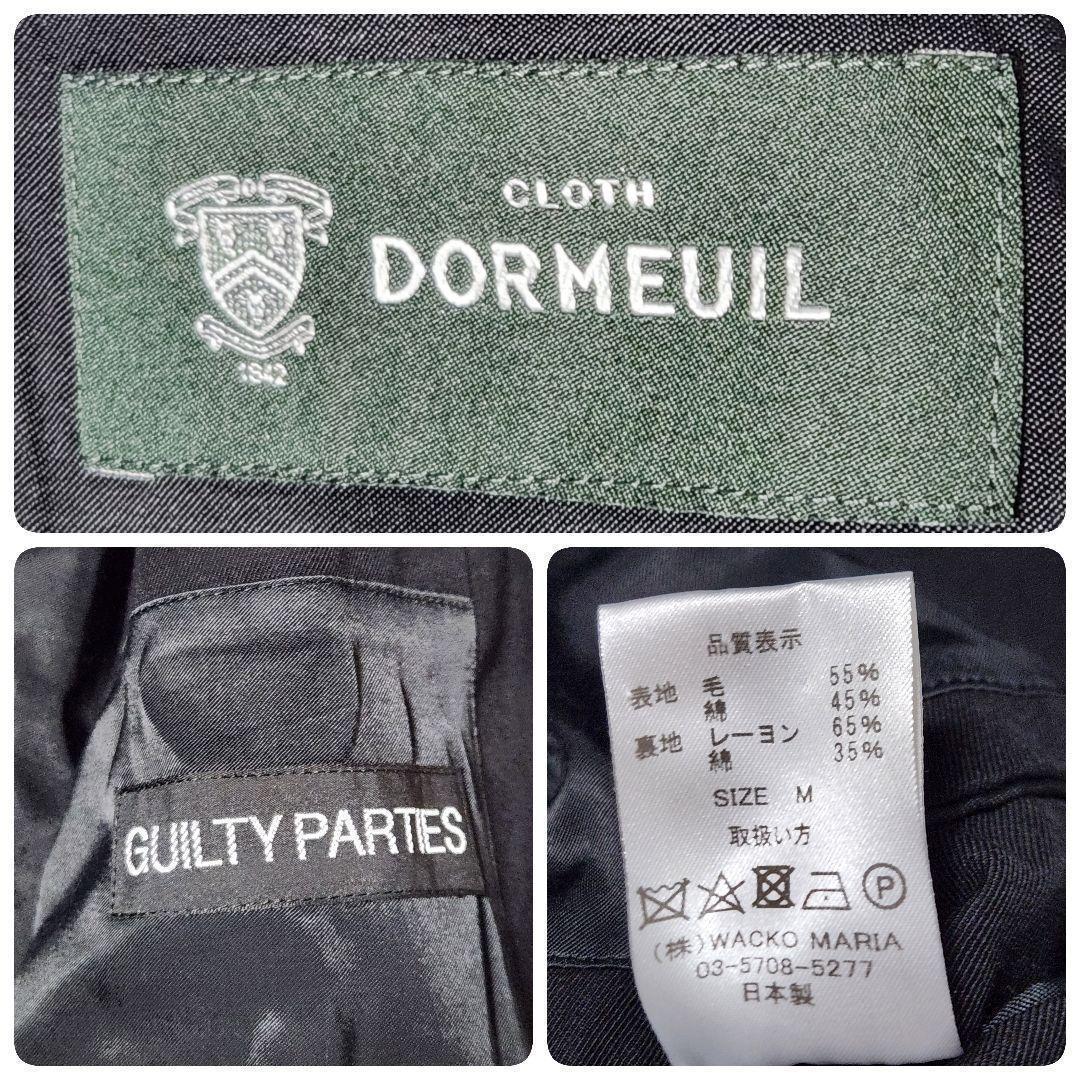 CLOTH
DORMEUIL
1842
GUILTY PARTIES
品質表示
表地 毛 55%
綿 45%
裏地 レーヨン 65%
綿 35%
SIZE M
取扱い方
P
(株)WACKO MARIA
03-5708-5277
日本製